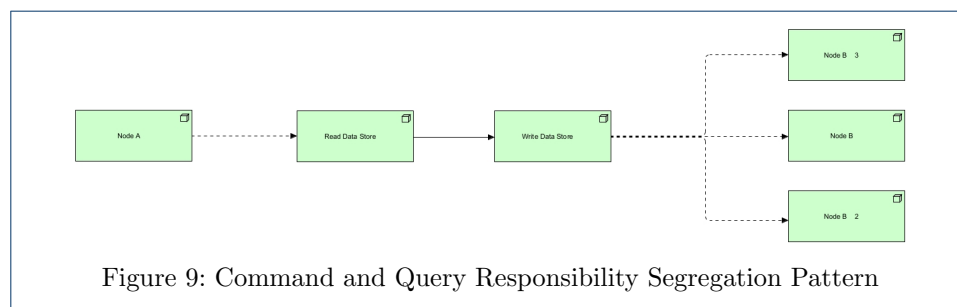 Node B 3
Node A
Read Data Store
Write Data Store
Node B
Node B 2
Figure 9: Command and Query Responsibility Segregation Pattern